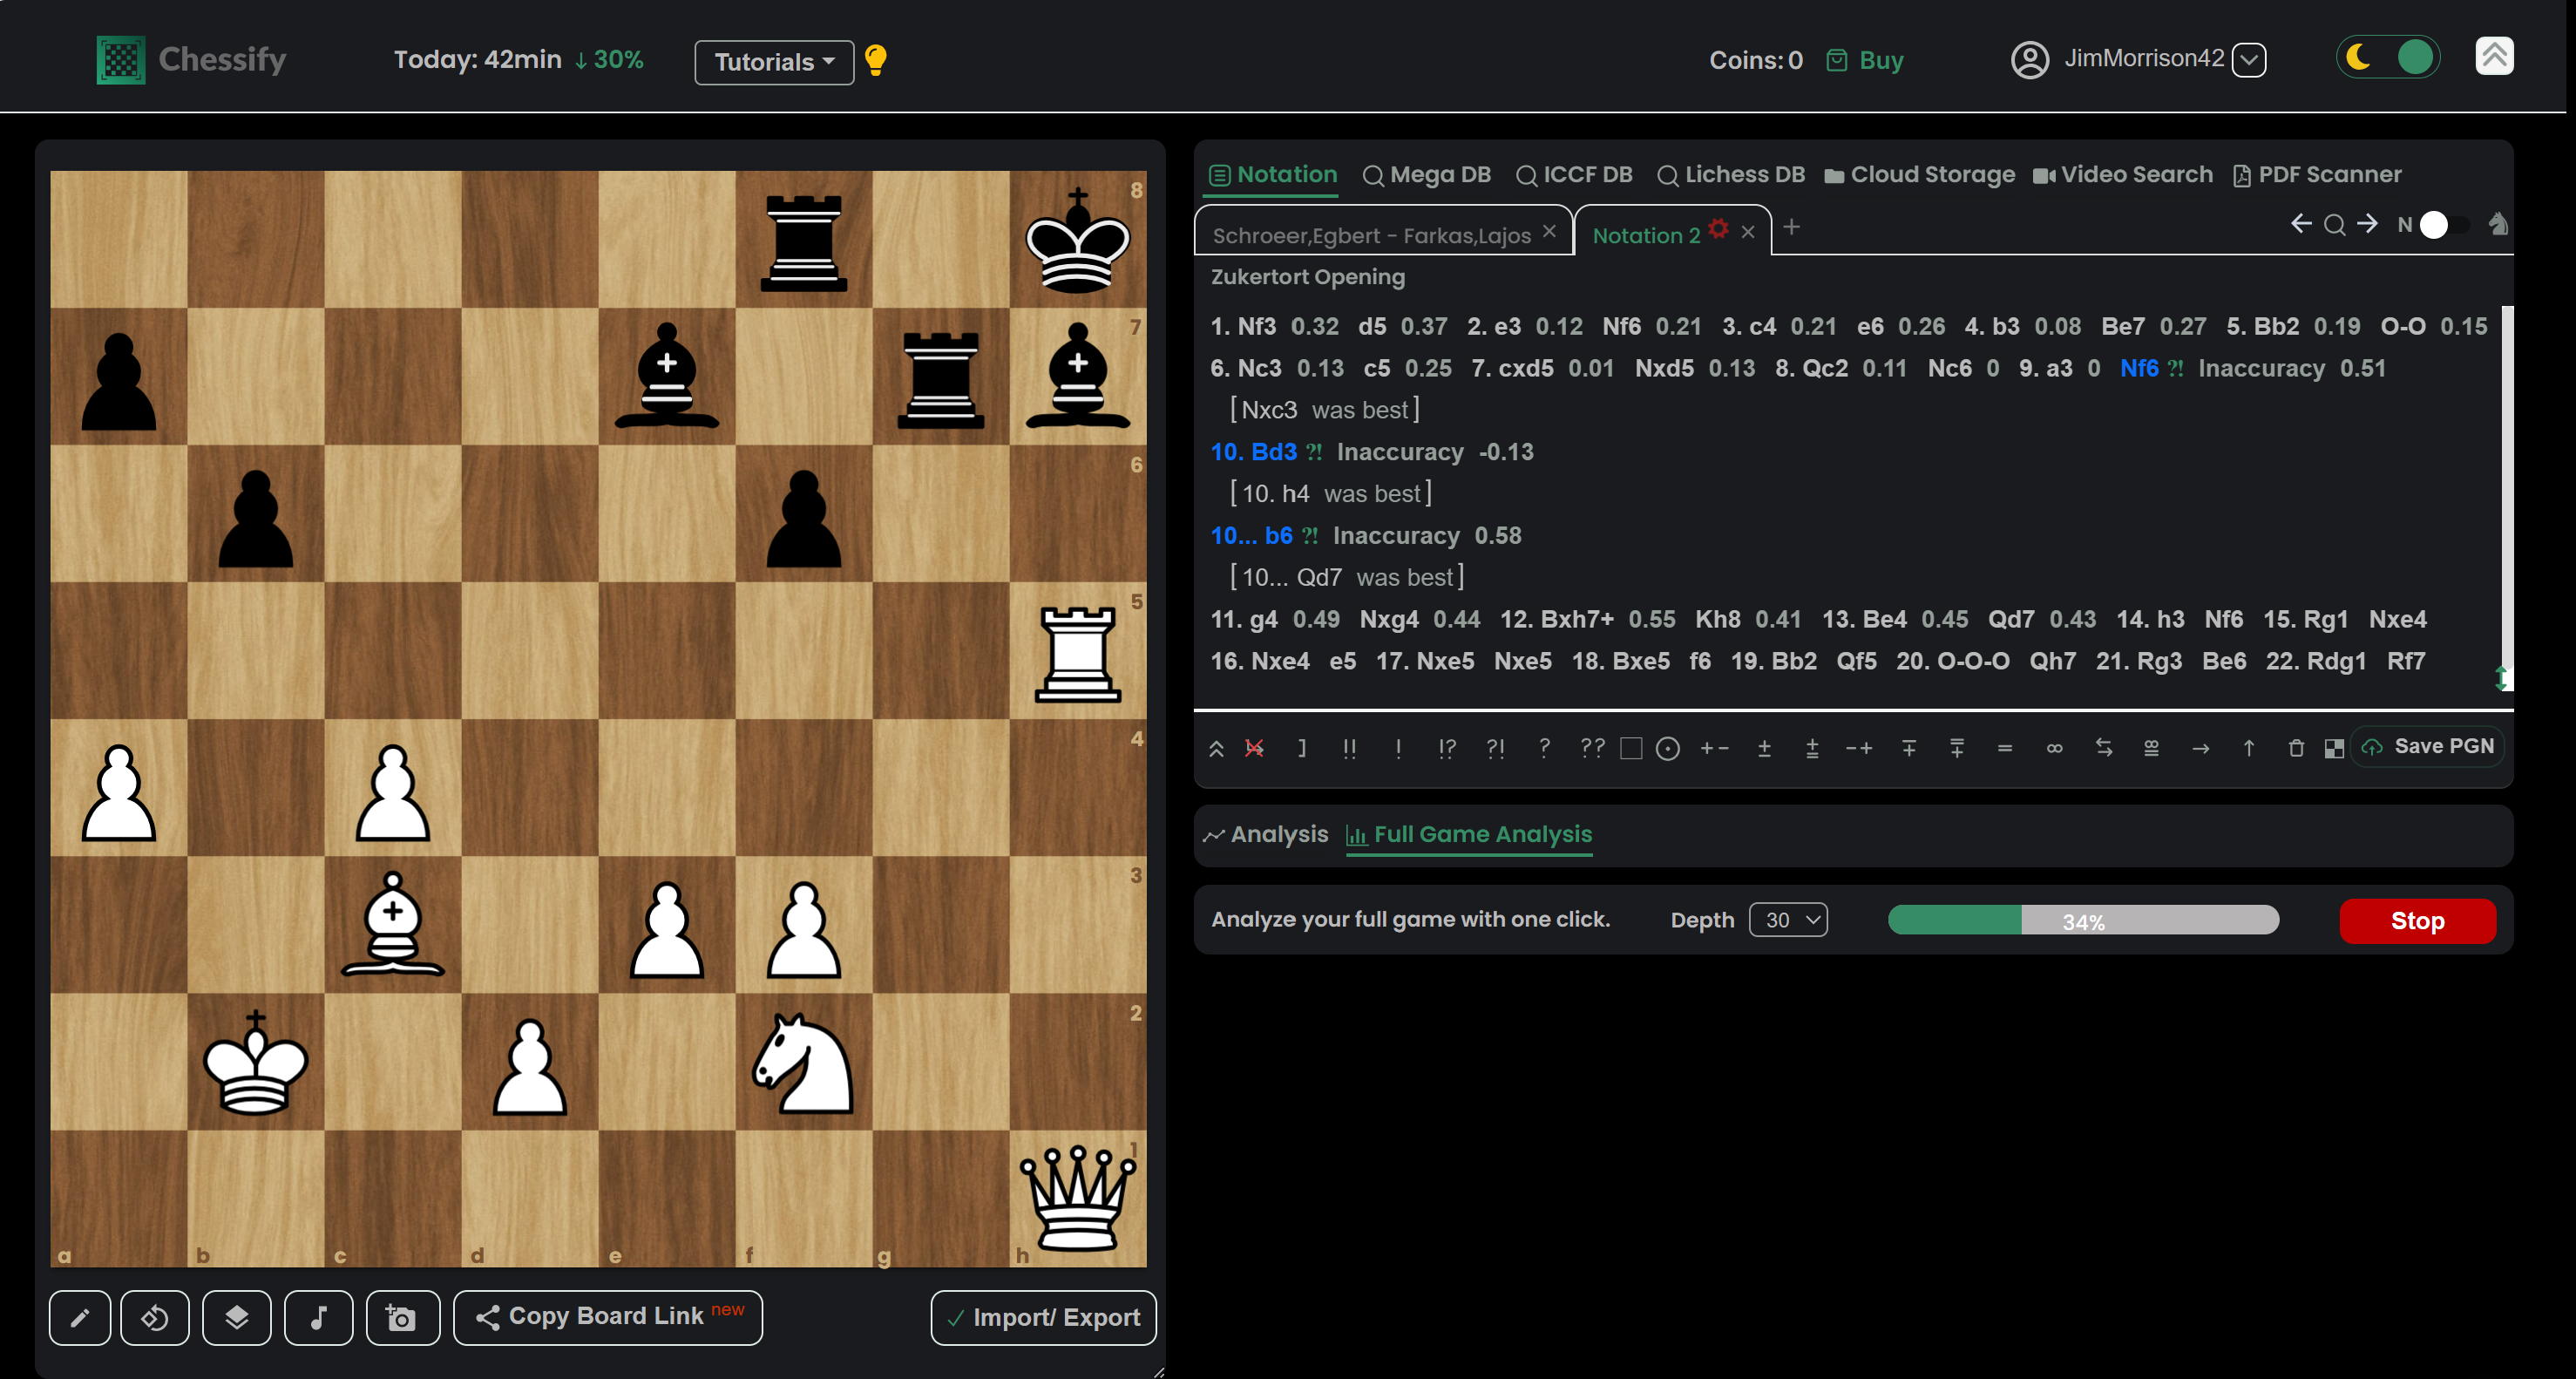 Chessify Today: 42min ↓ 30% Tutorials Coins: 0 Buy JimMorrison42
Notation Mega DB ICCF DB Lichess DB Cloud Storage Video Search PDF Scanner
Schroeer,Egbert - Farkas,Lajos × Notation 2 × + N
Zukertort Opening
1. Nf3 0.32 d5 0.37 2. e3 0.12 Nf6 0.21 3. c4 0.21 e6 0.26 4. b3 0.08 Be7 0.27 5. Bb2 0.19 O-O 0.15
6. Nc3 0.13 c5 0.25 7. cxd5 0.01 Nxd5 0.13 8. Qc2 0.11 Nc6 0 9. a3 0 Nf6 ?! Inaccuracy 0.51
[ Nxc3 was best ]
10. Bd3 ?! Inaccuracy -0.13
[ 10. h4 was best ]
10... b6 ?! Inaccuracy 0.58
[ 10... Qd7 was best ]
11. g4 0.49 Nxg4 0.44 12. Bxh7+ 0.55 Kh8 0.41 13. Be4 0.45 Qd7 0.43 14. h3 Nf6 15. Rg1 Nxe4
16. Nxe4 e5 17. Nxe5 Nxe5 18. Bxe5 f6 19. Bb2 Qf5 20. O-O-O Qh7 21. Rg3 Be6 22. Rdg1 Rf7
] !! ! !? ?! ? ?? □ ⊙ +− ± ⩲ −+ ∓ ⩱ = ∞ ⇆ → ↑ Save PGN
Analysis Full Game Analysis
Analyze your full game with one click. Depth 30 34% Stop
8
7
6
5
4
3
2
1
a b c d e f g h
Copy Board Link new Import/ Export